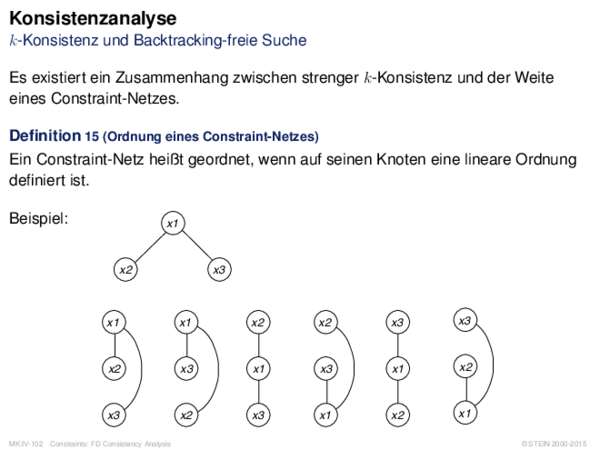 Konsistenzanalyse
k-Konsistenz und Backtracking-freie Suche
Es existiert ein Zusammenhang zwischen strenger k-Konsistenz und der Weite
eines Constraint-Netzes.
Definition 15 (Ordnung eines Constraint-Netzes)
Ein Constraint-Netz heißt geordnet, wenn auf seinen Knoten eine lineare Ordnung
definiert ist.
Beispiel:
x1
x2 x3
x1 x1 x2 x2 x3 x3
x2 x3 x1 x3 x1 x2
x3 x2 x3 x1 x2 x1
MK:IV-102 Constraints: FD Consistency Analysis ©STEIN 2000-2015